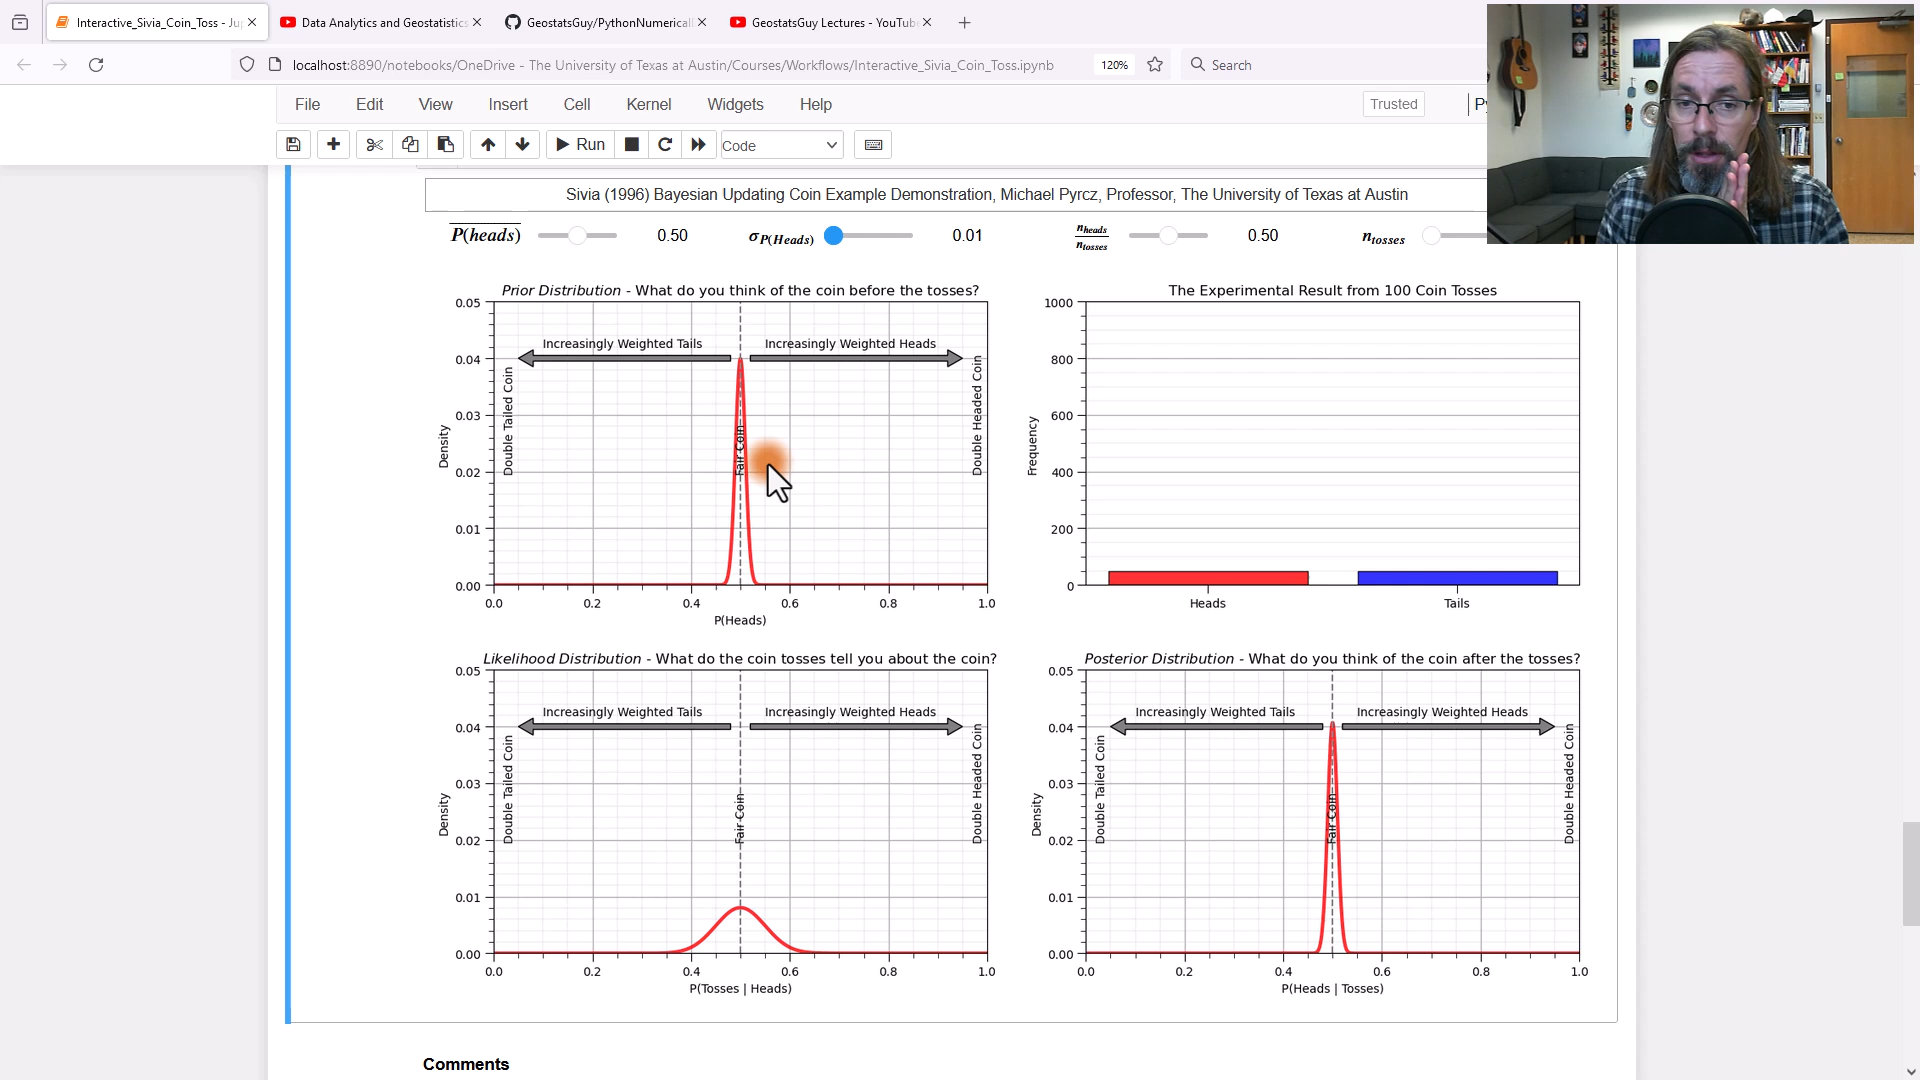 Interactive_Sivia_Coin_Toss - Ju
Data Analytics and Geostatistics
GeostatsGuy/PythonNumerical
GeostatsGuy Lectures - YouTube
localhost:8890/notebooks/OneDrive - The University of Texas at Austin/Courses/Workflows/Interactive_Sivia_Coin_Toss.ipynb
120%
Search
File Edit View Insert Cell Kernel Widgets Help
Trusted
Py
Run
Code
Sivia (1996) Bayesian Updating Coin Example Demonstration, Michael Pyrcz, Professor, The University of Texas at Austin
P(heads) 0.50 σP(Heads) 0.01 nheads/ntosses 0.50 ntosses
Prior Distribution - What do you think of the coin before the tosses?
0.05
0.04
0.03
0.02
0.01
0.00
Density
Increasingly Weighted Tails
Increasingly Weighted Heads
Double Tailed Coin
Fair Coin
Double Headed Coin
0.0 0.2 0.4 0.6 0.8 1.0
P(Heads)
The Experimental Result from 100 Coin Tosses
1000
800
600
400
200
0
Frequency
Heads Tails
Likelihood Distribution - What do the coin tosses tell you about the coin?
0.05
0.04
0.03
0.02
0.01
0.00
Density
Increasingly Weighted Tails
Increasingly Weighted Heads
Double Tailed Coin
Fair Coin
Double Headed Coin
0.0 0.2 0.4 0.6 0.8 1.0
P(Tosses | Heads)
Posterior Distribution - What do you think of the coin after the tosses?
0.05
0.04
0.03
0.02
0.01
0.00
Density
Increasingly Weighted Tails
Increasingly Weighted Heads
Double Tailed Coin
Fair Coin
Double Headed Coin
0.0 0.2 0.4 0.6 0.8 1.0
P(Heads | Tosses)
Comments